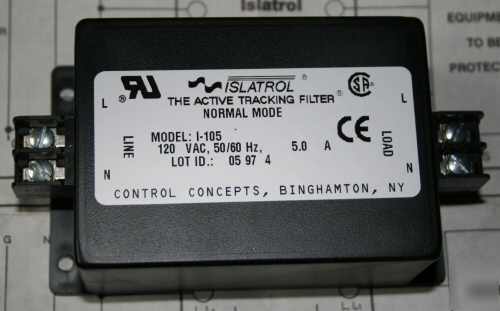 Islatrol
EQUIPMEN
TO BE
PROTEC
ISLATROL®
THE ACTIVE TRACKING FILTER®
NORMAL MODE
L
L
LINE
LOAD
MODEL: I-105
120 VAC, 50/60 Hz, 5.0 A
LOT ID.: 05 97 4
CE
N
N
CONTROL CONCEPTS, BINGHAMTON, NY
G
N